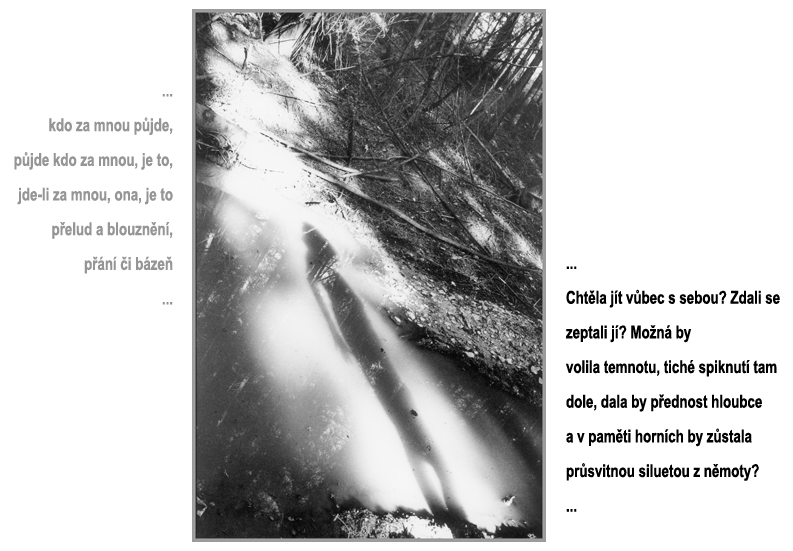 ...
kdo za mnou půjde,
půjde kdo za mnou, je to,
jde-li za mnou, ona, je to
přelud a blouznění,
přání či bázeň
...
...
Chtěla jít vůbec s sebou? Zdali se
zeptali jí? Možná by
volila temnotu, tiché spiknutí tam
dole, dala by přednost hloubce
a v paměti horních by zůstala
průsvitnou siluetou z němoty?
...